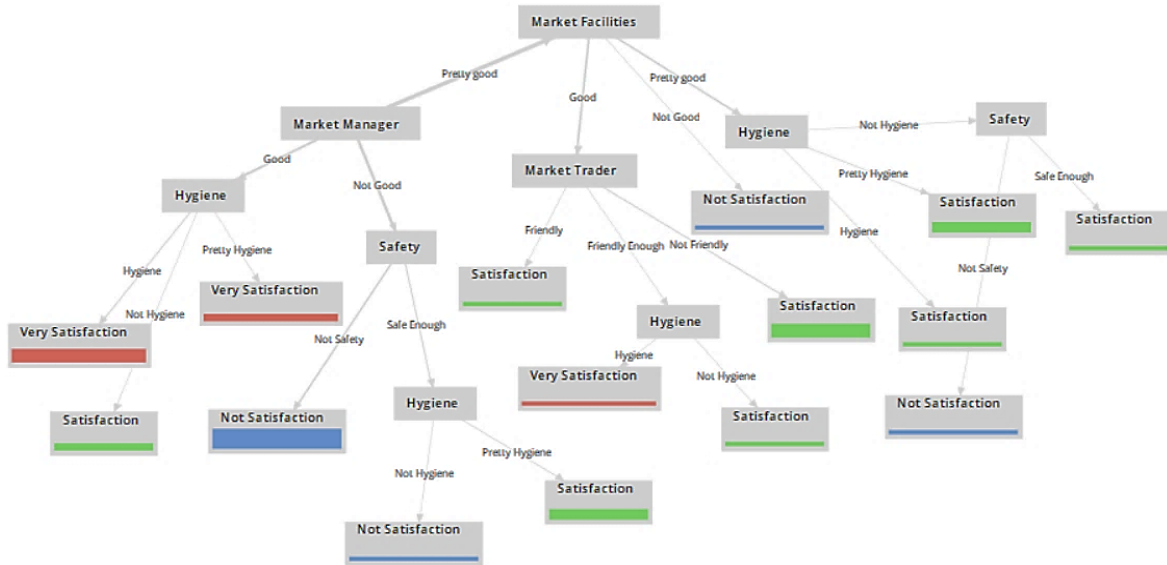 Market Facilities
Pretty good
Pretty good
Good
Not Good
Market Manager
Hygiene
Not Hygiene
Safety
Good
Not Good
Market Trader
Pretty Hygiene
Safe Enough
Hygiene
Not Satisfaction
Satisfaction
Satisfaction
Friendly
Friendly Enough
Not Friendly
Hygiene
Safety
Pretty Hygiene
Hygiene
Satisfaction
Not Safety
Very Satisfaction
Not Hygiene
Satisfaction
Satisfaction
Hygiene
Very Satisfaction
Not Safety
Safe Enough
Hygiene
Not Hygiene
Very Satisfaction
Satisfaction
Not Satisfaction
Hygiene
Satisfaction
Not Satisfaction
Not Hygiene
Pretty Hygiene
Satisfaction
Not Satisfaction